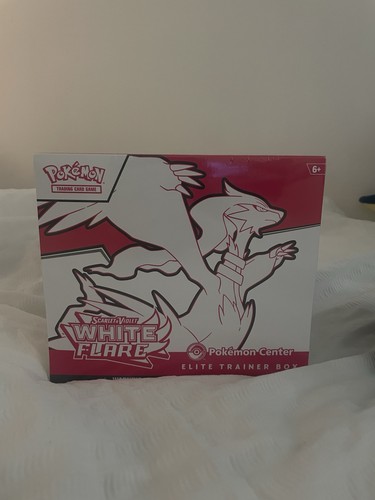 POKéMON
TRADING CARD GAME
6+
SCARLET & VIOLET
WHITE
FLARE
Pokémon Center
ELITE TRAINER BOX